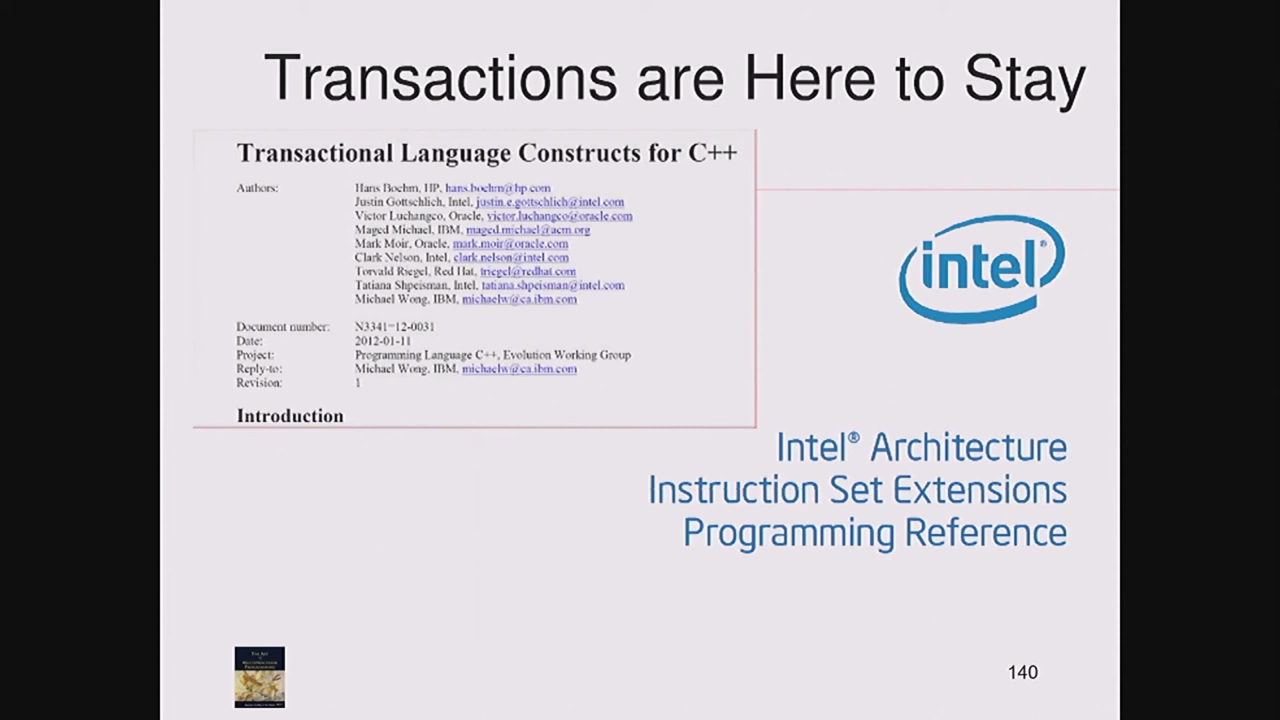 Transactions are Here to Stay
Transactional Language Constructs for C++
Authors: Hans Boehm, HP, hans.boehm@hp.com
Justin Gottschlich, Intel, justin.e.gottschlich@intel.com
Victor Luchangco, Oracle, victor.luchangco@oracle.com
Maged Michael, IBM, maged.michael@acm.org
Mark Moir, Oracle, mark.moir@oracle.com
Clark Nelson, Intel, clark.nelson@intel.com
Torvald Riegel, Red Hat, triegel@redhat.com
Tatiana Shpeisman, Intel, tatiana.shpeisman@intel.com
Michael Wong, IBM, michaelw@ca.ibm.com
Document number: N3341=12-0031
Date: 2012-01-11
Project: Programming Language C++, Evolution Working Group
Reply-to: Michael Wong, IBM, michaelw@ca.ibm.com
Revision: 1
Introduction
intel®
Intel® Architecture
Instruction Set Extensions
Programming Reference
The Art
of
Multiprocessor
Programming
140